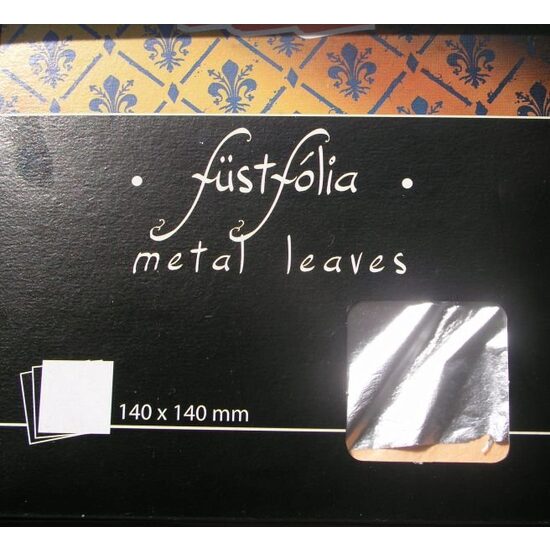 • füstfólia •
metal leaves
140 x 140 mm